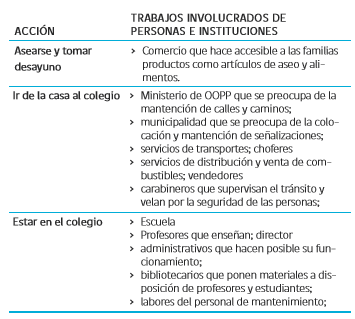 ACCIÓN
TRABAJOS INVOLUCRADOS DE
PERSONAS E INSTITUCIONES
Asearse y tomar
desayuno
> Comercio que hace accesible a las familias
productos como artículos de aseo y ali-
mentos.
Ir de la casa al colegio
> Ministerio de OOPP que se preocupa de la
mantención de calles y caminos;
> municipalidad que se preocupa de la colo-
cación y mantención de señalizaciones;
> servicios de transportes; choferes
> servicios de distribución y venta de com-
bustibles; vendedores
> carabineros que supervisan el tránsito y
velan por la seguridad de las personas;
Estar en el colegio
> Escuela
> Profesores que enseñan; director
> administrativos que hacen posible su fun-
cionamiento;
> bibliotecarios que ponen materiales a dis-
posición de profesores y estudiantes;
> labores del personal de mantenimiento;